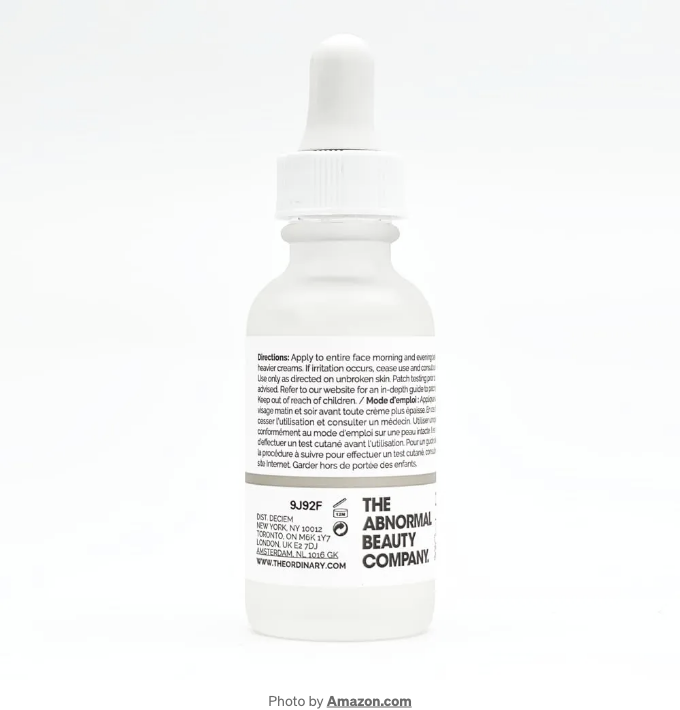 Directions: Apply to entire face morning and evening
heavier creams. If irritation occurs, cease use and
Use only as directed on unbroken skin. Patch testing
advised. Refer to our website for an in-depth guide to
Keep out of reach of children. / Mode d'emploi :
visage matin et soir avant toute crème plus épaisse.
cesser l'utilisation et consulter un médecin. Utiliser
conformément au mode d'emploi sur une peau intacte.
d'effectuer un test cutané avant l'utilisation. Pour un
la procédure à suivre pour effectuer un test cutané,
site Internet. Garder hors de portée des enfants.
9J92F
12M
DIST. DECIEM
NEW YORK, NY 10012
TORONTO, ON M6K 1Y7
LONDON, UK E2 7DJ
AMSTERDAM, NL 1016 GK
WWW.THEORDINARY.COM
THE
ABNORMAL
BEAUTY
COMPANY.
Photo by Amazon.com